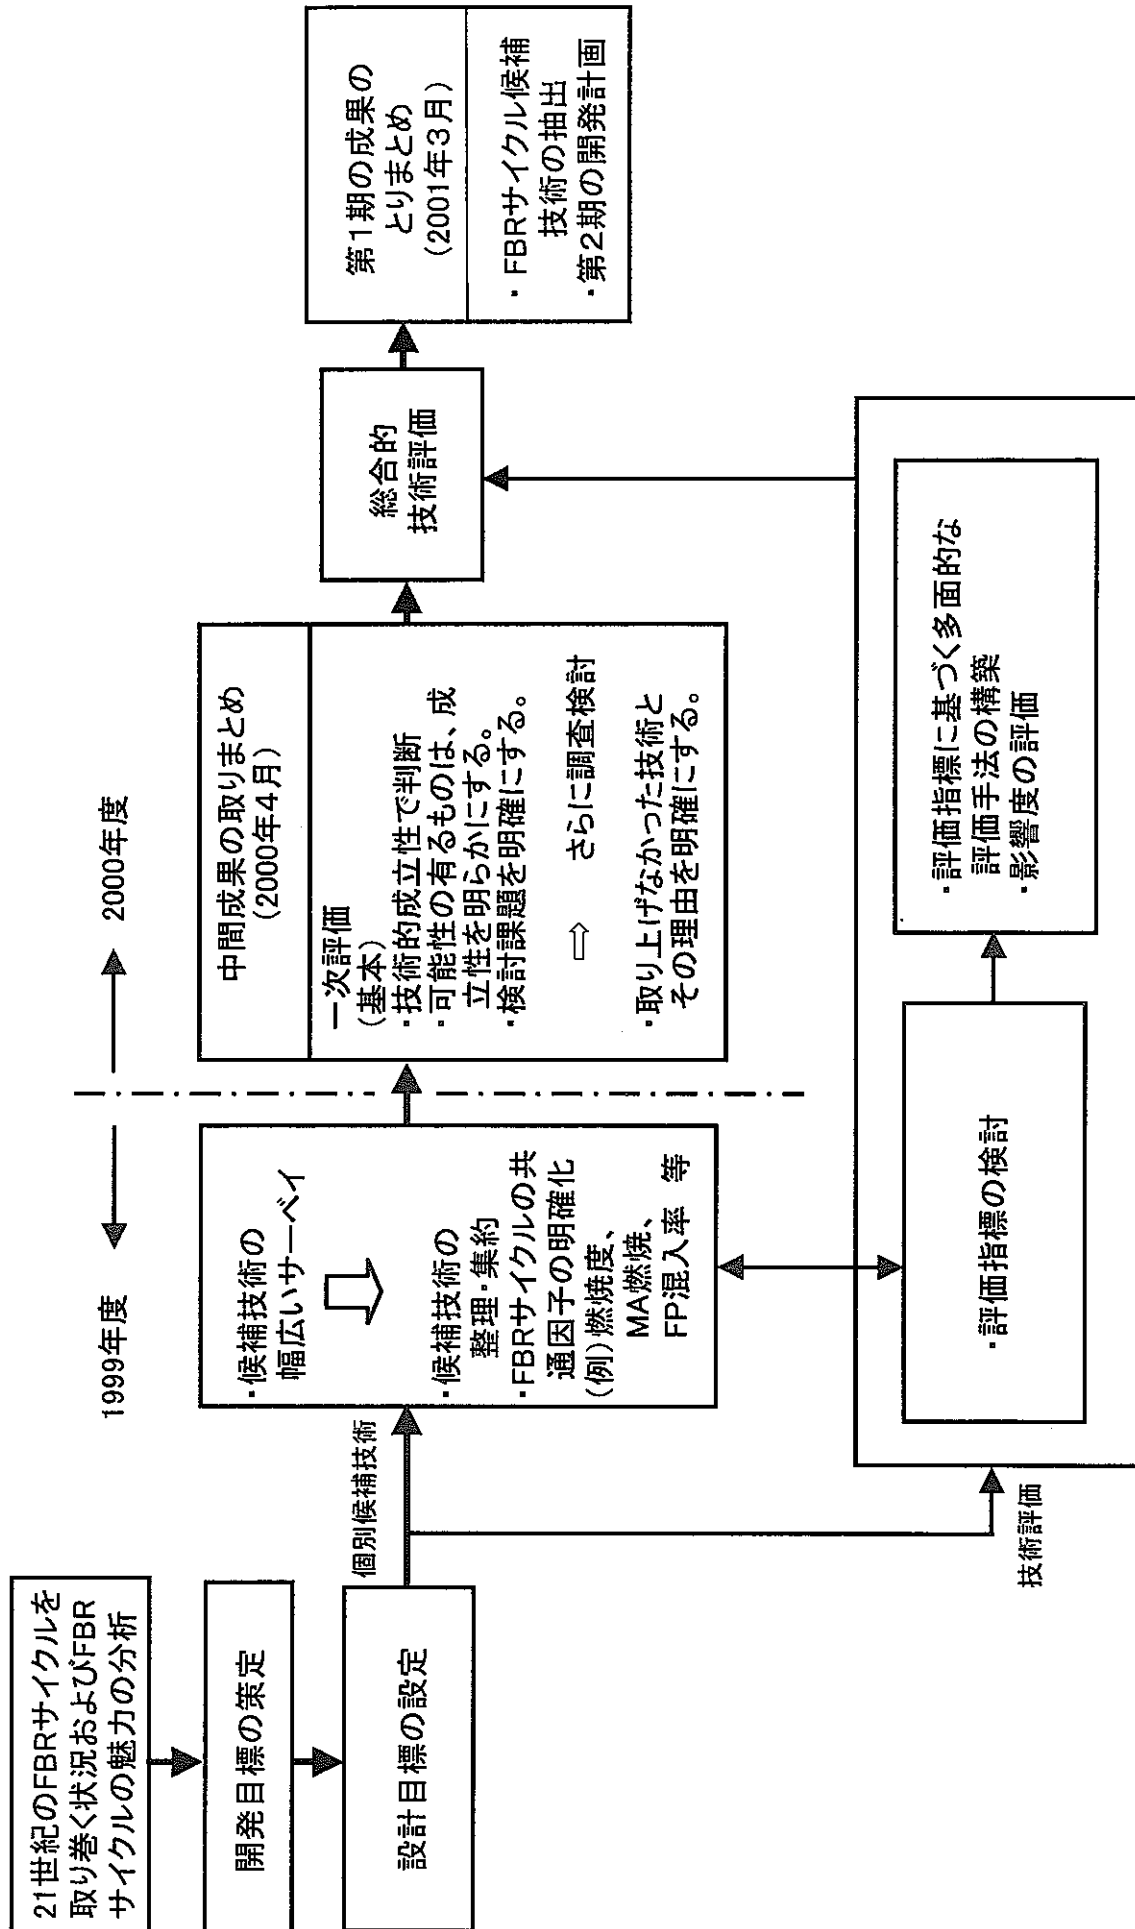 21世紀のFBRサイクルを
取り巻く状況およびFBR
サイクルの魅力の分析
開発目標の策定
設計目標の設定
個別候補技術
技術評価
1999年度
2000年度
・候補技術の
幅広いサーベイ
・候補技術の
整理・集約
・FBRサイクルの共
通因子の明確化
(例)燃焼度、
MA燃焼、
FP混入率 等
中間成果の取りまとめ
(2000年4月)
一次評価
(基本)
・技術的成立性で判断
・可能性の有るものは、成
立性を明らかにする。
・検討課題を明確にする。
⇨ さらに調査検討
・取り上げなかった技術と
その理由を明確にする。
総合的
技術評価
第1期の成果の
とりまとめ
(2001年3月)
・FBRサイクル候補
技術の抽出
・第2期の開発計画
・評価指標の検討
・評価指標に基づく多面的な
評価手法の構築
・影響度の評価